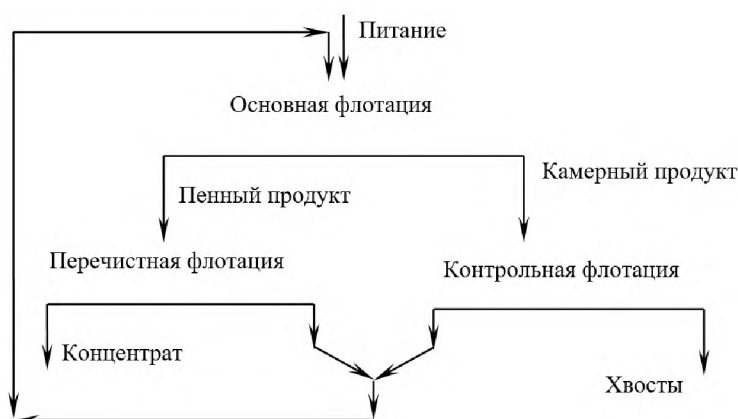 Питание
Основная флотация
Камерный продукт
Пенный продукт
Перечистная флотация
Контрольная флотация
Концентрат
Хвосты